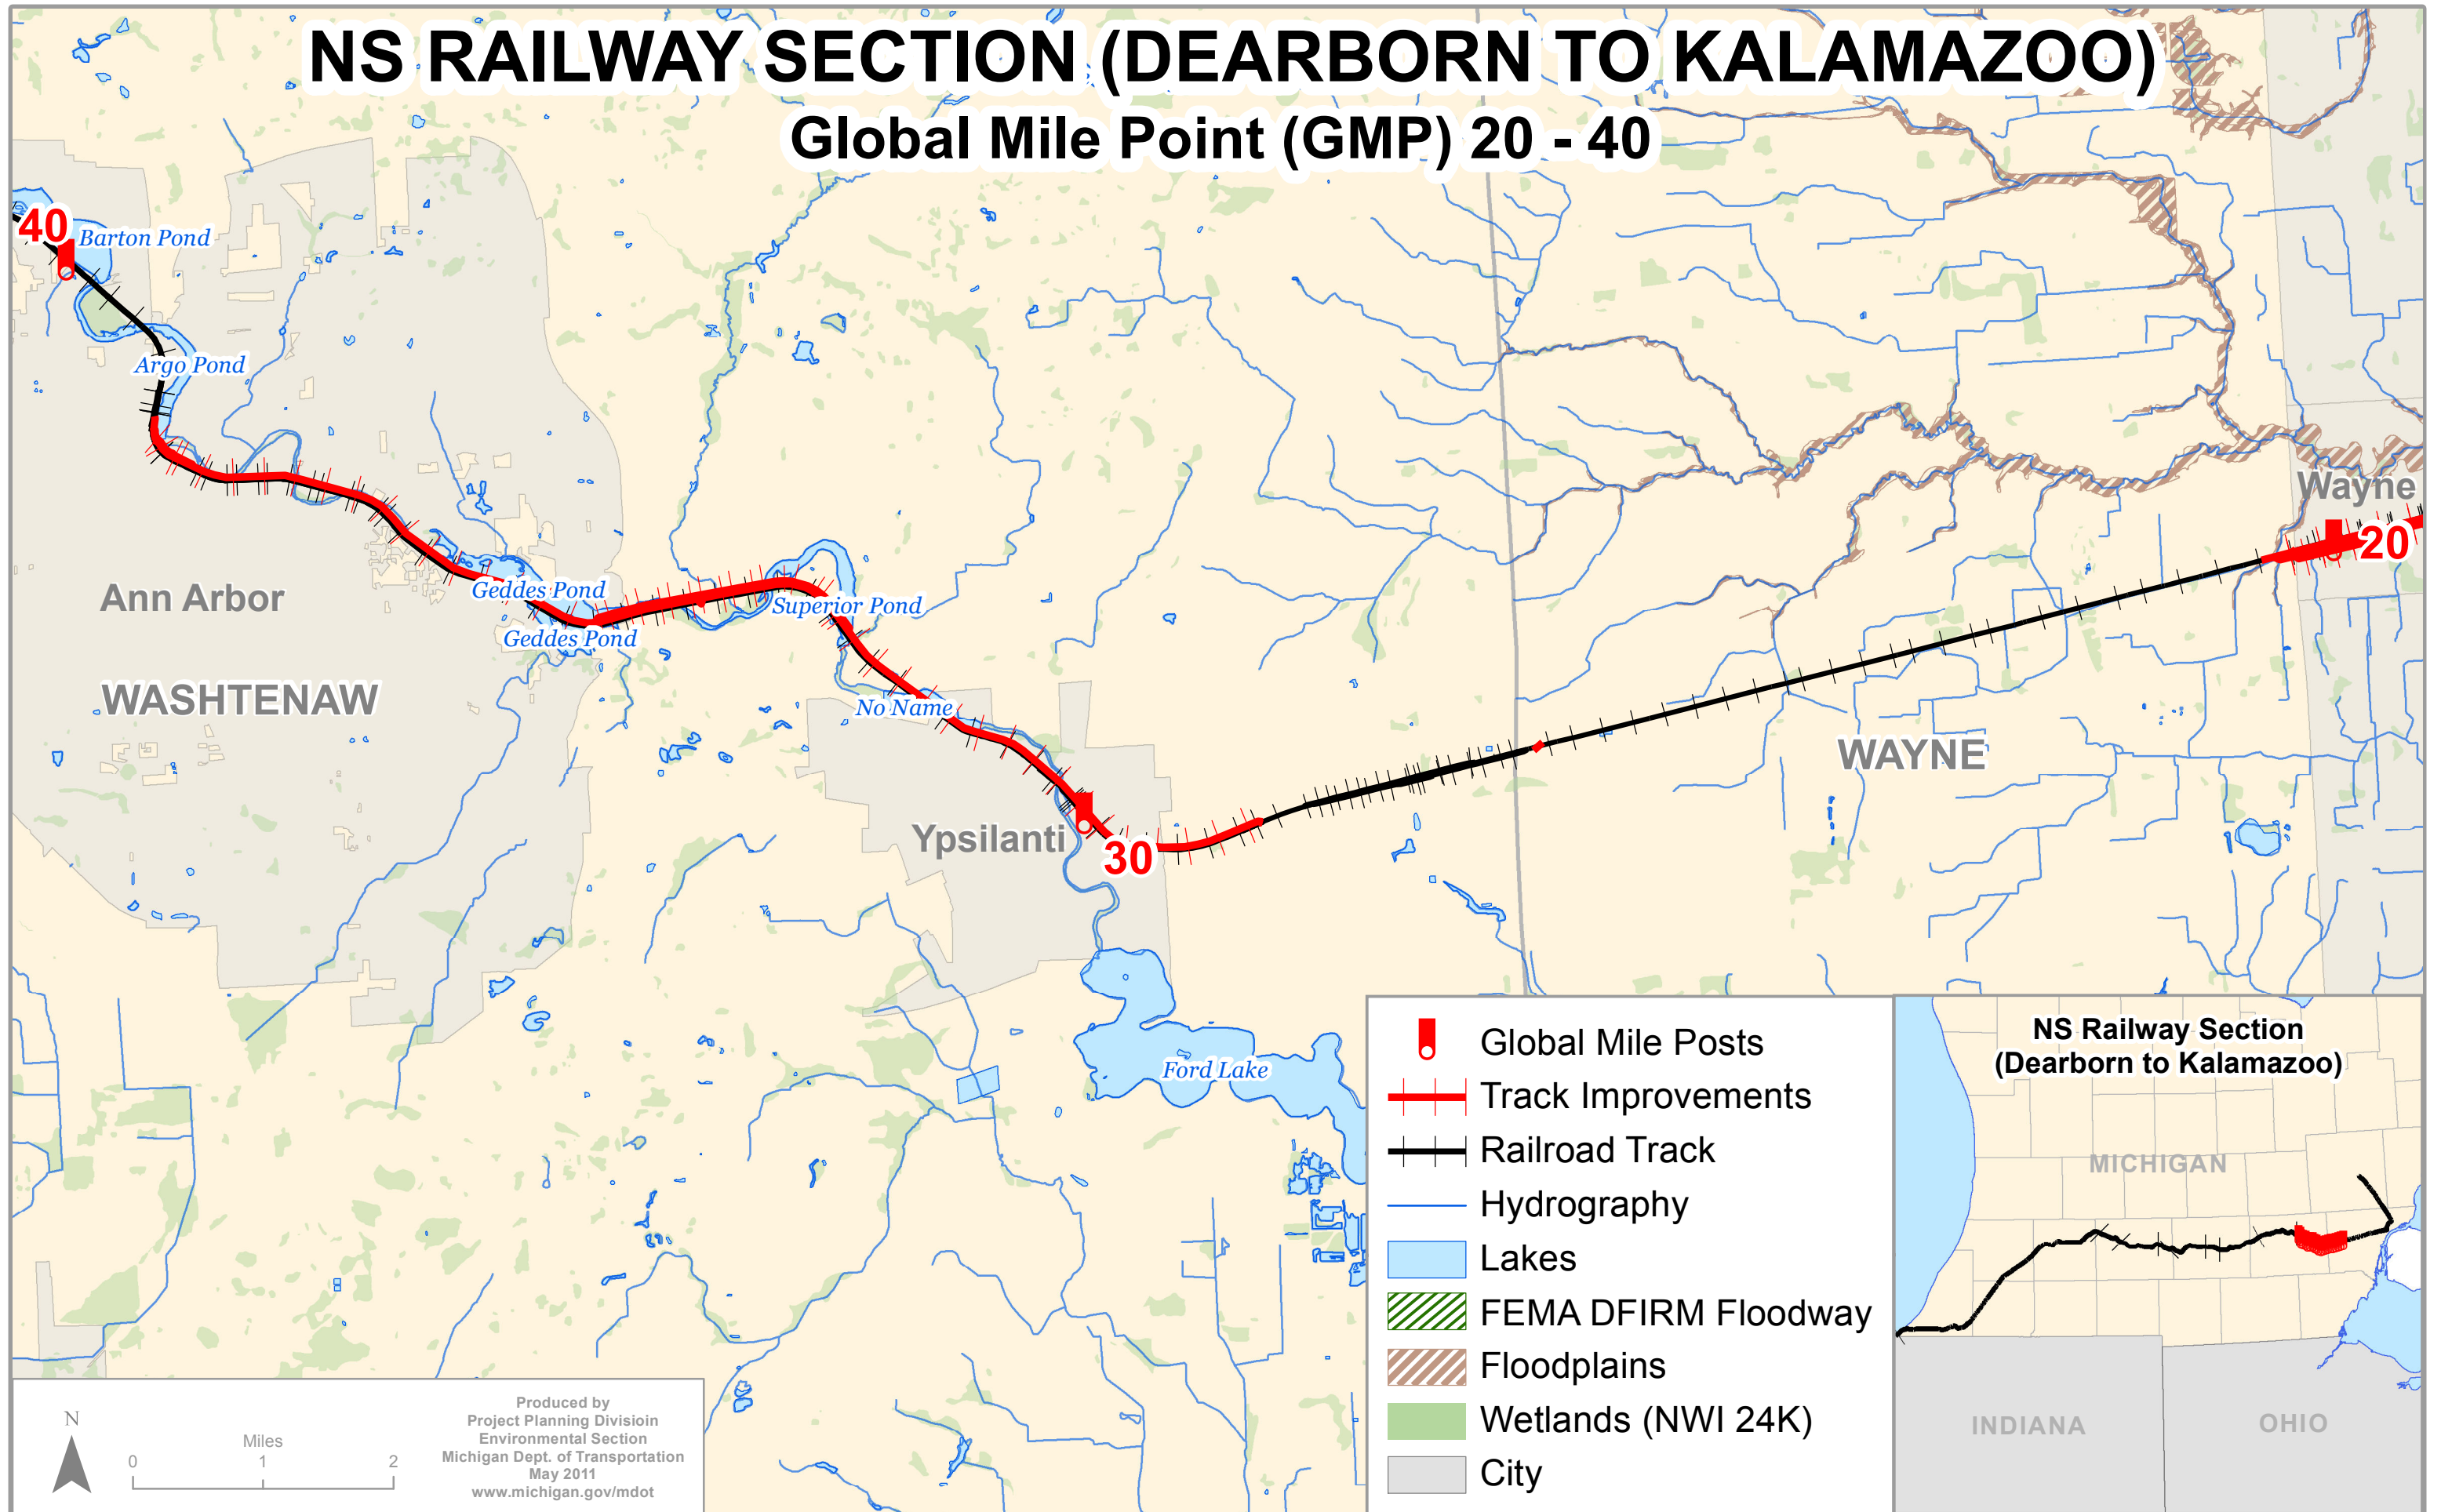 NS RAILWAY SECTION (DEARBORN TO KALAMAZOO)
Global Mile Point (GMP) 20 - 40
40
Barton Pond
Argo Pond
Wayne
20
Ann Arbor
Geddes Pond
Superior Pond
Geddes Pond
WASHTENAW
No Name
WAYNE
Ypsilanti
30
Ford Lake
Global Mile Posts
Track Improvements
Railroad Track
Hydrography
Lakes
FEMA DFIRM Floodway
Floodplains
Wetlands (NWI 24K)
City
NS Railway Section
(Dearborn to Kalamazoo)
MICHIGAN
INDIANA
OHIO
N
Miles
0 1 2
Produced by
Project Planning Divisioin
Environmental Section
Michigan Dept. of Transportation
May 2011
www.michigan.gov/mdot